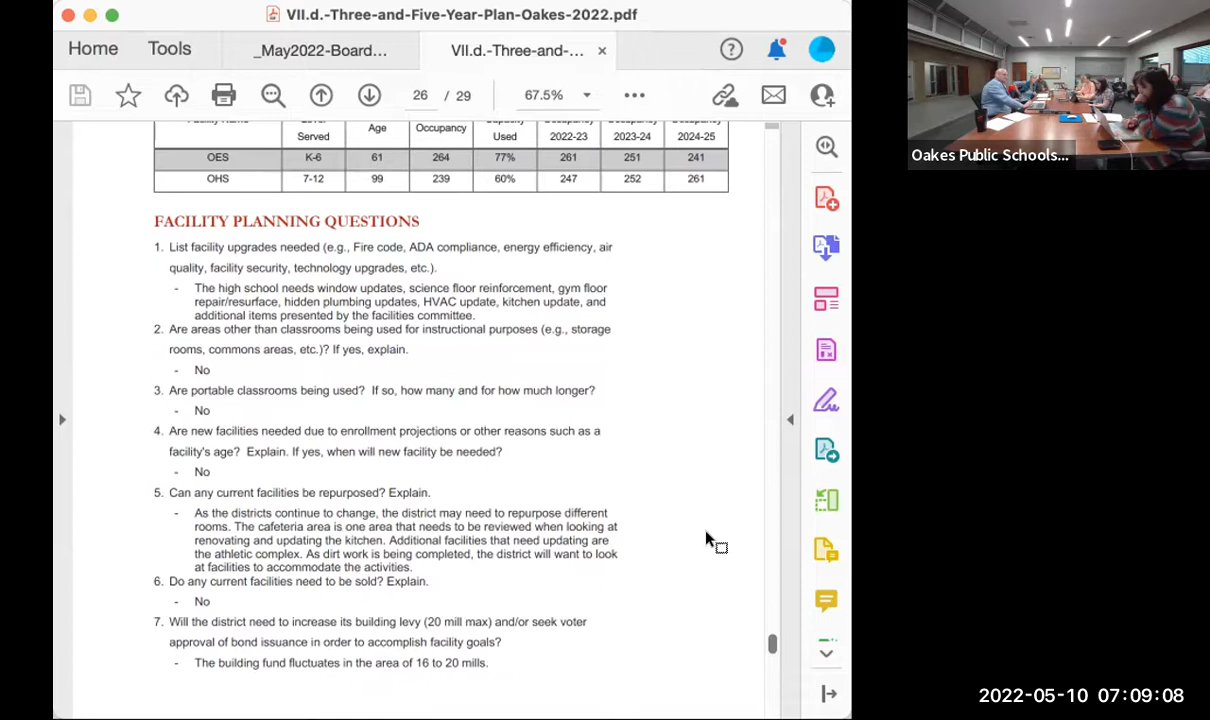 VII.d.-Three-and-Five-Year-Plan-Oakes-2022.pdf
Home Tools _May2022-Board... VII.d.-Three-and-... ×
26 / 29 67.5%
Served Age Occupancy Used 2022-23 2023-24 2024-25
OES K-6 61 264 77% 261 251 241
OHS 7-12 99 239 60% 247 252 261
FACILITY PLANNING QUESTIONS
1. List facility upgrades needed (e.g., Fire code, ADA compliance, energy efficiency, air
quality, facility security, technology upgrades, etc.).
- The high school needs window updates, science floor reinforcement, gym floor
repair/resurface, hidden plumbing updates, HVAC update, kitchen update, and
additional items presented by the facilities committee.
2. Are areas other than classrooms being used for instructional purposes (e.g., storage
rooms, commons areas, etc.)? If yes, explain.
- No
3. Are portable classrooms being used? If so, how many and for how much longer?
- No
4. Are new facilities needed due to enrollment projections or other reasons such as a
facility's age? Explain. If yes, when will new facility be needed?
- No
5. Can any current facilities be repurposed? Explain.
- As the districts continue to change, the district may need to repurpose different
rooms. The cafeteria area is one area that needs to be reviewed when looking at
renovating and updating the kitchen. Additional facilities that need updating are
the athletic complex. As dirt work is being completed, the district will want to look
at facilities to accommodate the activities.
6. Do any current facilities need to be sold? Explain.
- No
7. Will the district need to increase its building levy (20 mill max) and/or seek voter
approval of bond issuance in order to accomplish facility goals?
- The building fund fluctuates in the area of 16 to 20 mills.
Oakes Public Schools...
2022-05-10 07:09:08